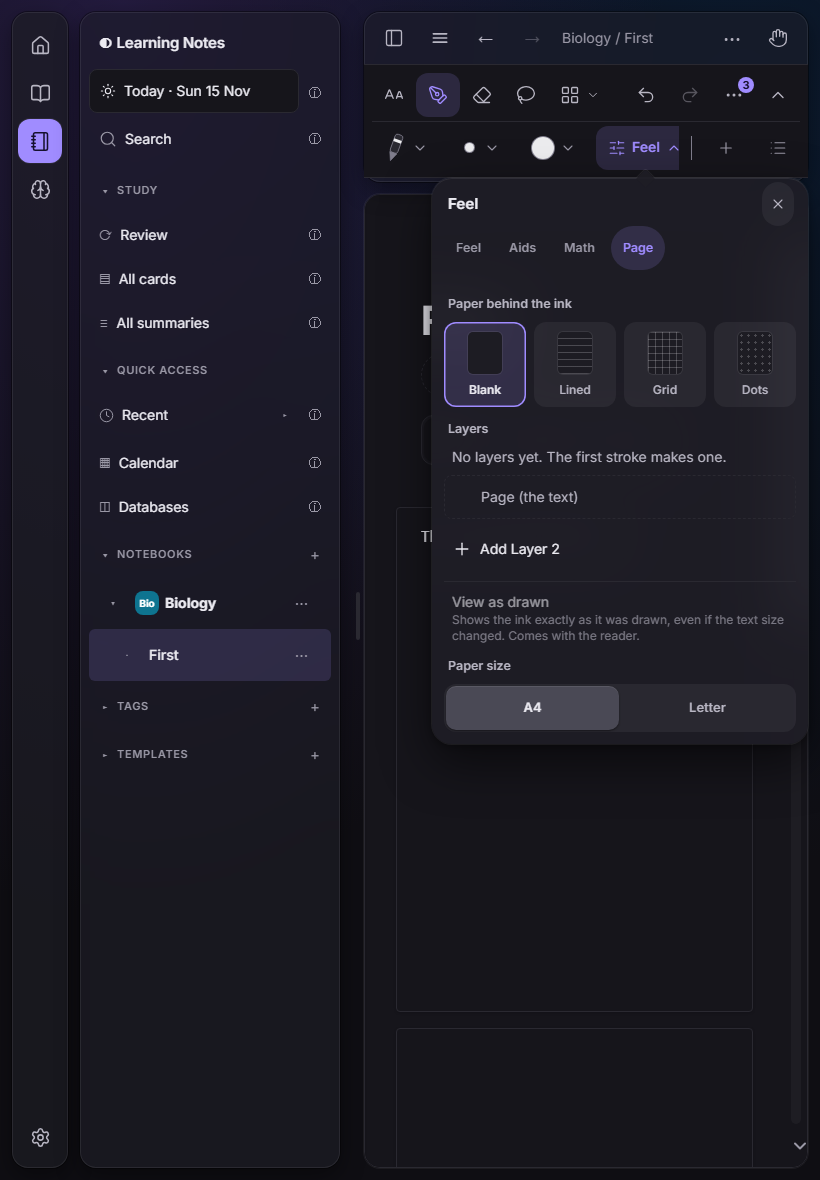 Learning Notes
Today · Sun 15 Nov
Search
STUDY
Review
All cards
All summaries
QUICK ACCESS
Recent
Calendar
Databases
NOTEBOOKS
Bio Biology
First
TAGS
TEMPLATES
Biology / First
AA
3
Feel
Feel
Feel Aids Math Page
Paper behind the ink
Blank Lined Grid Dots
Layers
No layers yet. The first stroke makes one.
Page (the text)
Add Layer 2
View as drawn
Shows the ink exactly as it was drawn, even if the text size
changed. Comes with the reader.
Paper size
A4 Letter